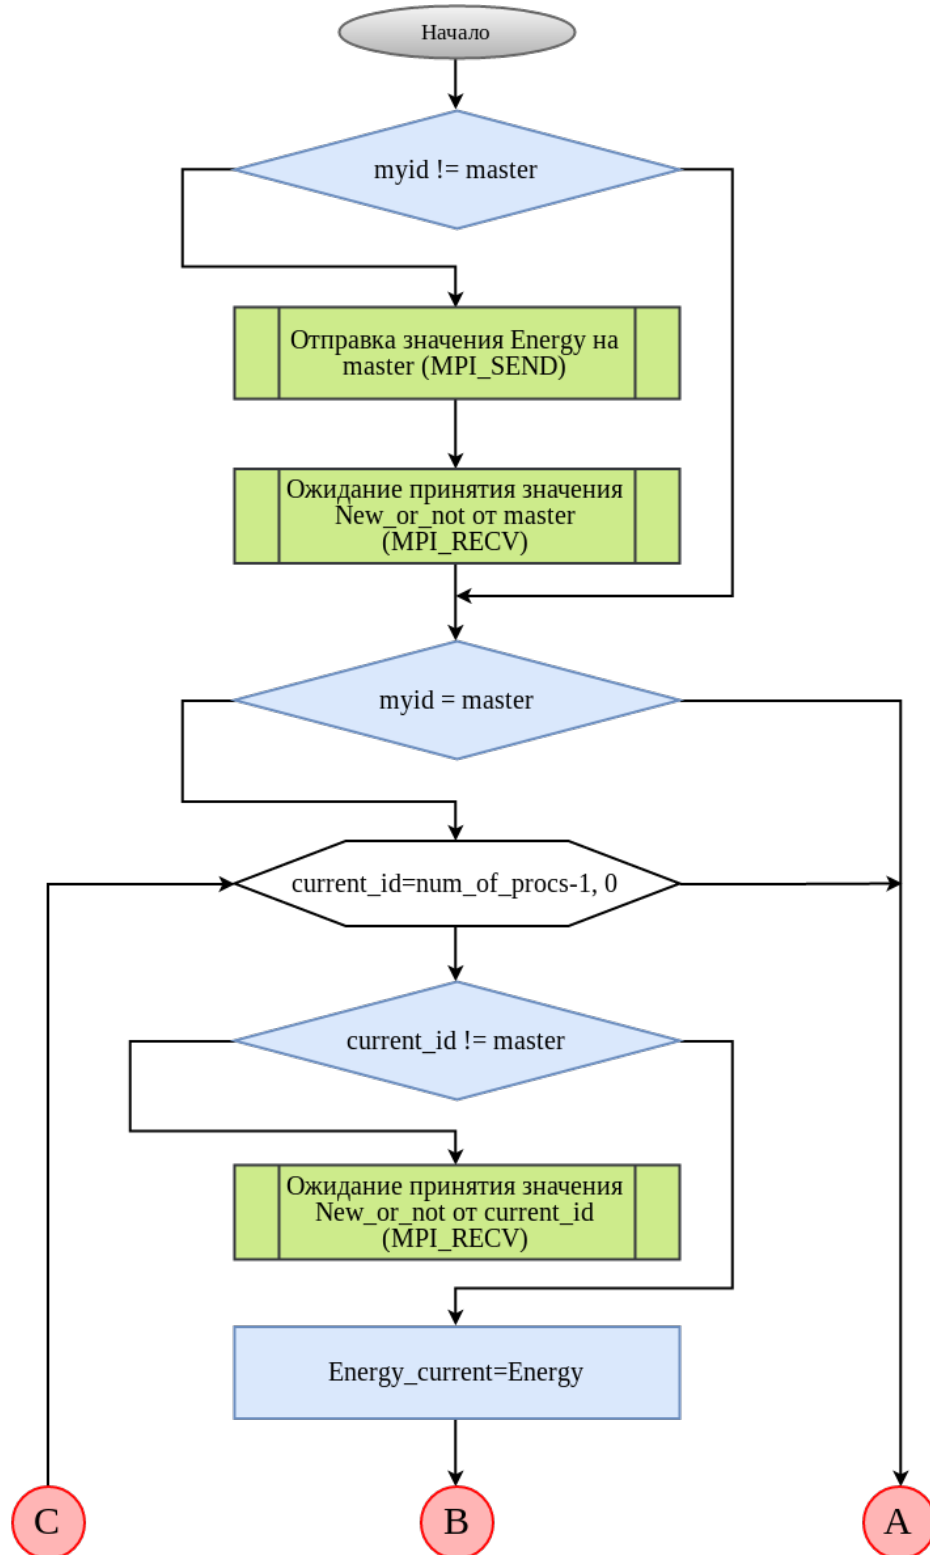 Начало
myid != master
Отправка значения Energy на
master (MPI_SEND)
Ожидание принятия значения
New_or_not от master
(MPI_RECV)
myid = master
current_id=num_of_procs-1, 0
current_id != master
Ожидание принятия значения
New_or_not от current_id
(MPI_RECV)
Energy_current=Energy
C
B
A